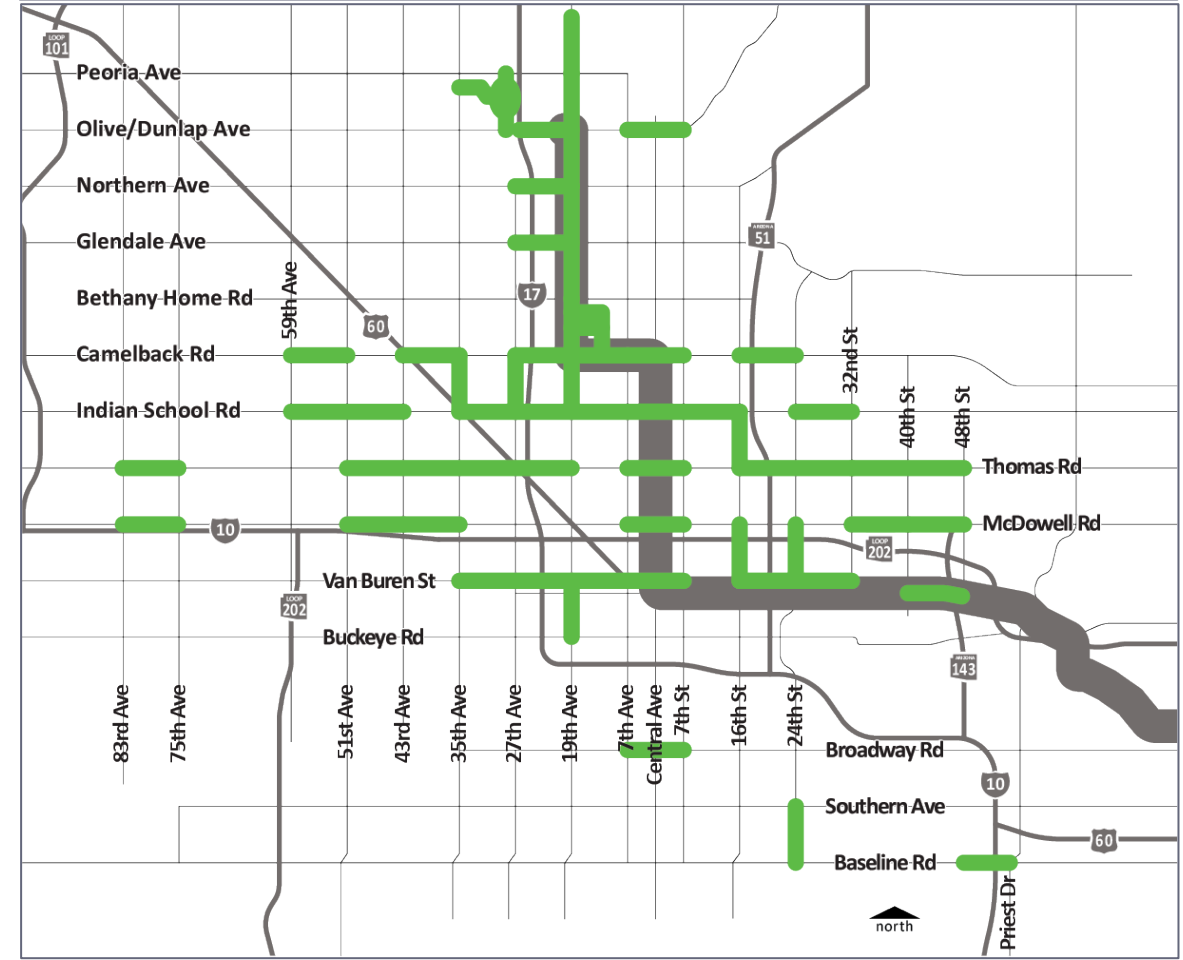 LOOP
101
Peoria Ave
Olive/Dunlap Ave
Northern Ave
Glendale Ave
Bethany Home Rd
Camelback Rd
Indian School Rd
59th Ave
60
17
ARIZONA
51
32nd St
40th St
48th St
Thomas Rd
McDowell Rd
10
LOOP
202
Van Buren St
LOOP
202
Buckeye Rd
ARIZONA
143
83rd Ave
75th Ave
51st Ave
43rd Ave
35th Ave
27th Ave
19th Ave
7th Ave
Central Ave
7th St
16th St
24th St
Broadway Rd
10
Southern Ave
60
Baseline Rd
Priest Dr
north